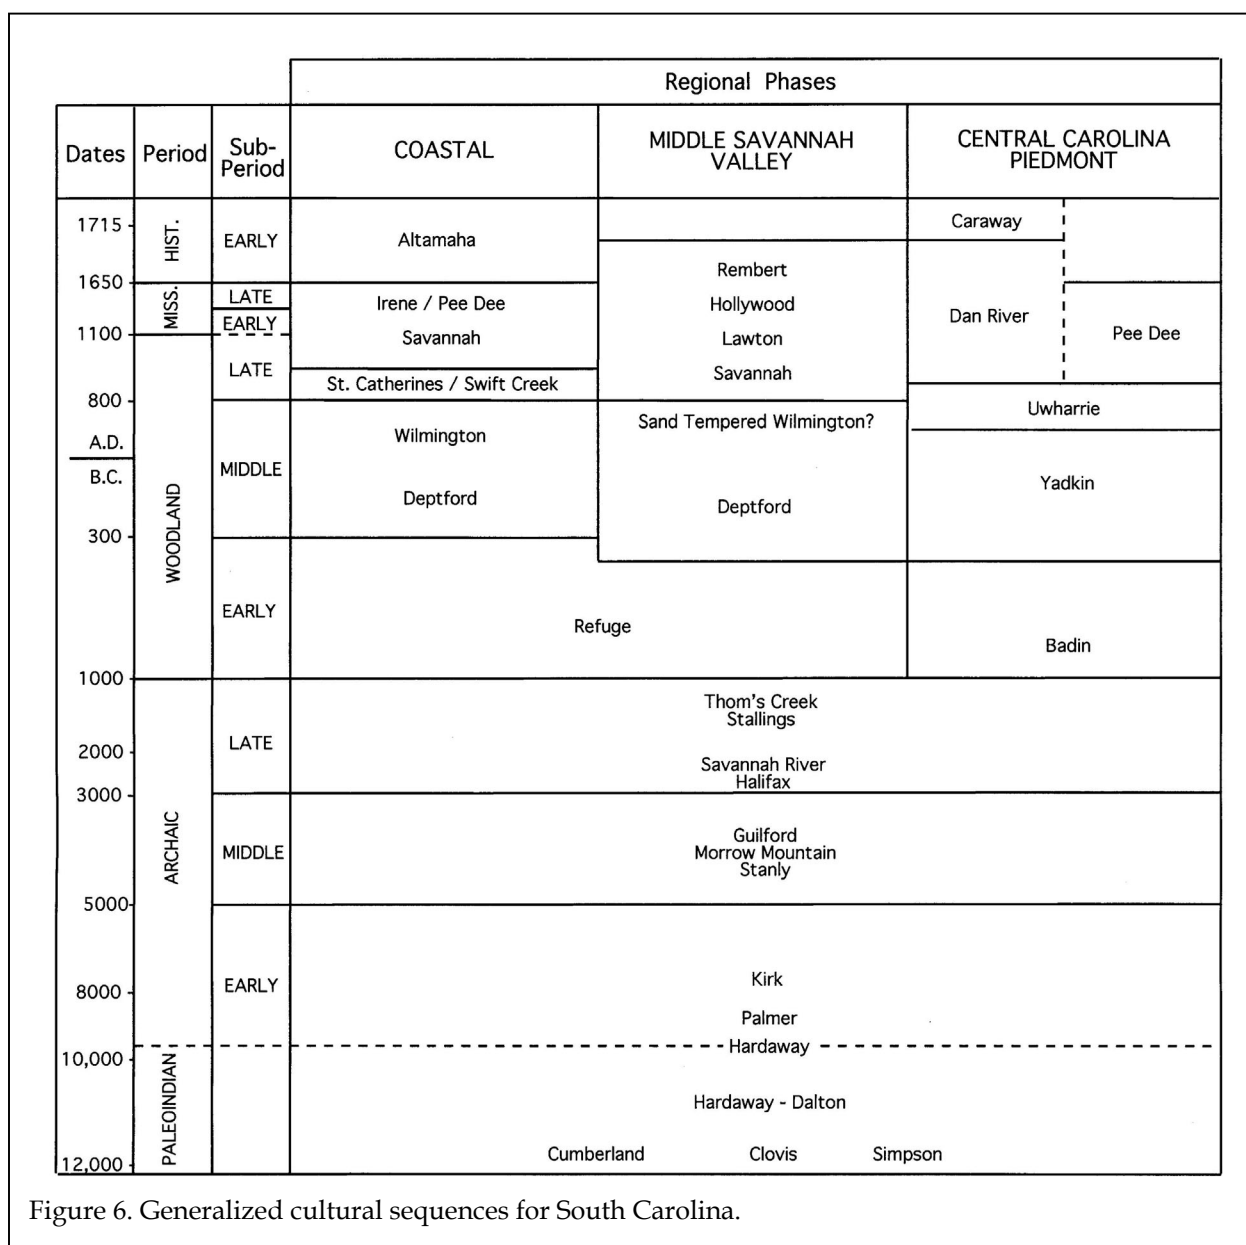 Regional Phases
Dates
Period
Sub-
Period
COASTAL
MIDDLE SAVANNAH
VALLEY
CENTRAL CAROLINA
PIEDMONT
1715
HIST.
EARLY
Altamaha
Caraway
1650
MISS.
LATE
EARLY
Irene / Pee Dee
Savannah
Rembert
Hollywood
Lawton
Savannah
Dan River
Pee Dee
1100
WOODLAND
LATE
St. Catherines / Swift Creek
800
A.D.
B.C.
MIDDLE
Wilmington
Deptford
Sand Tempered Wilmington?
Deptford
Uwharrie
Yadkin
300
EARLY
Refuge
Badin
1000
ARCHAIC
LATE
Thom's Creek
Stallings
2000
Savannah River
Halifax
3000
MIDDLE
Guilford
Morrow Mountain
Stanly
5000
EARLY
Kirk
8000
Palmer
Hardaway
10,000
PALEOINDIAN
Hardaway - Dalton
Cumberland
Clovis
Simpson
12,000
Figure 6. Generalized cultural sequences for South Carolina.